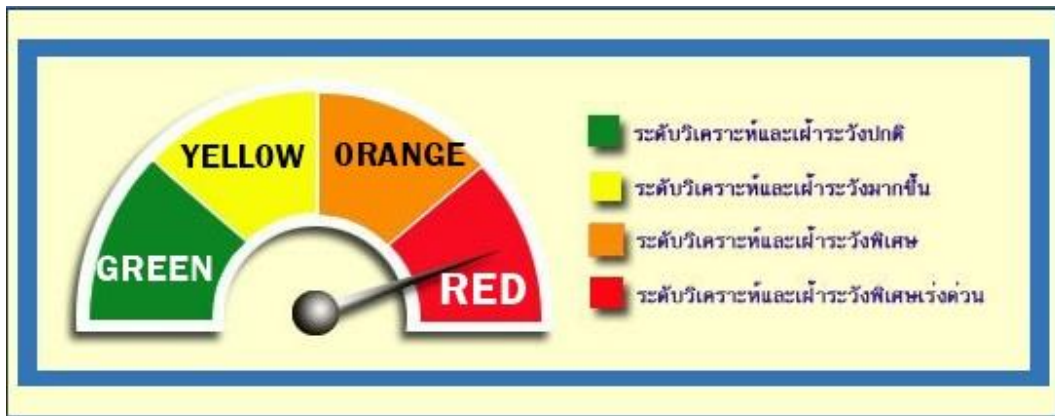 YELLOW
ORANGE
GREEN
RED
ระดับวิเคราะห์และเฝ้าระวังปกติ
ระดับวิเคราะห์และเฝ้าระวังมากขึ้น
ระดับวิเคราะห์และเฝ้าระวังพิเศษ
ระดับวิเคราะห์และเฝ้าระวังพิเศษเร่งด่วน